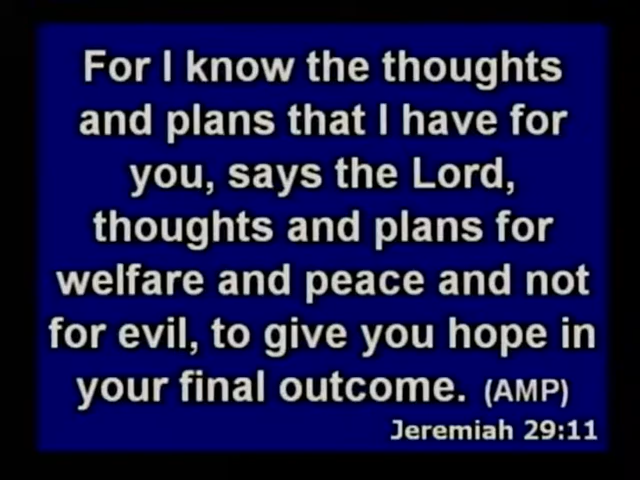 For I know the thoughts
and plans that I have for
you, says the Lord,
thoughts and plans for
welfare and peace and not
for evil, to give you hope in
your final outcome. (AMP)
Jeremiah 29:11